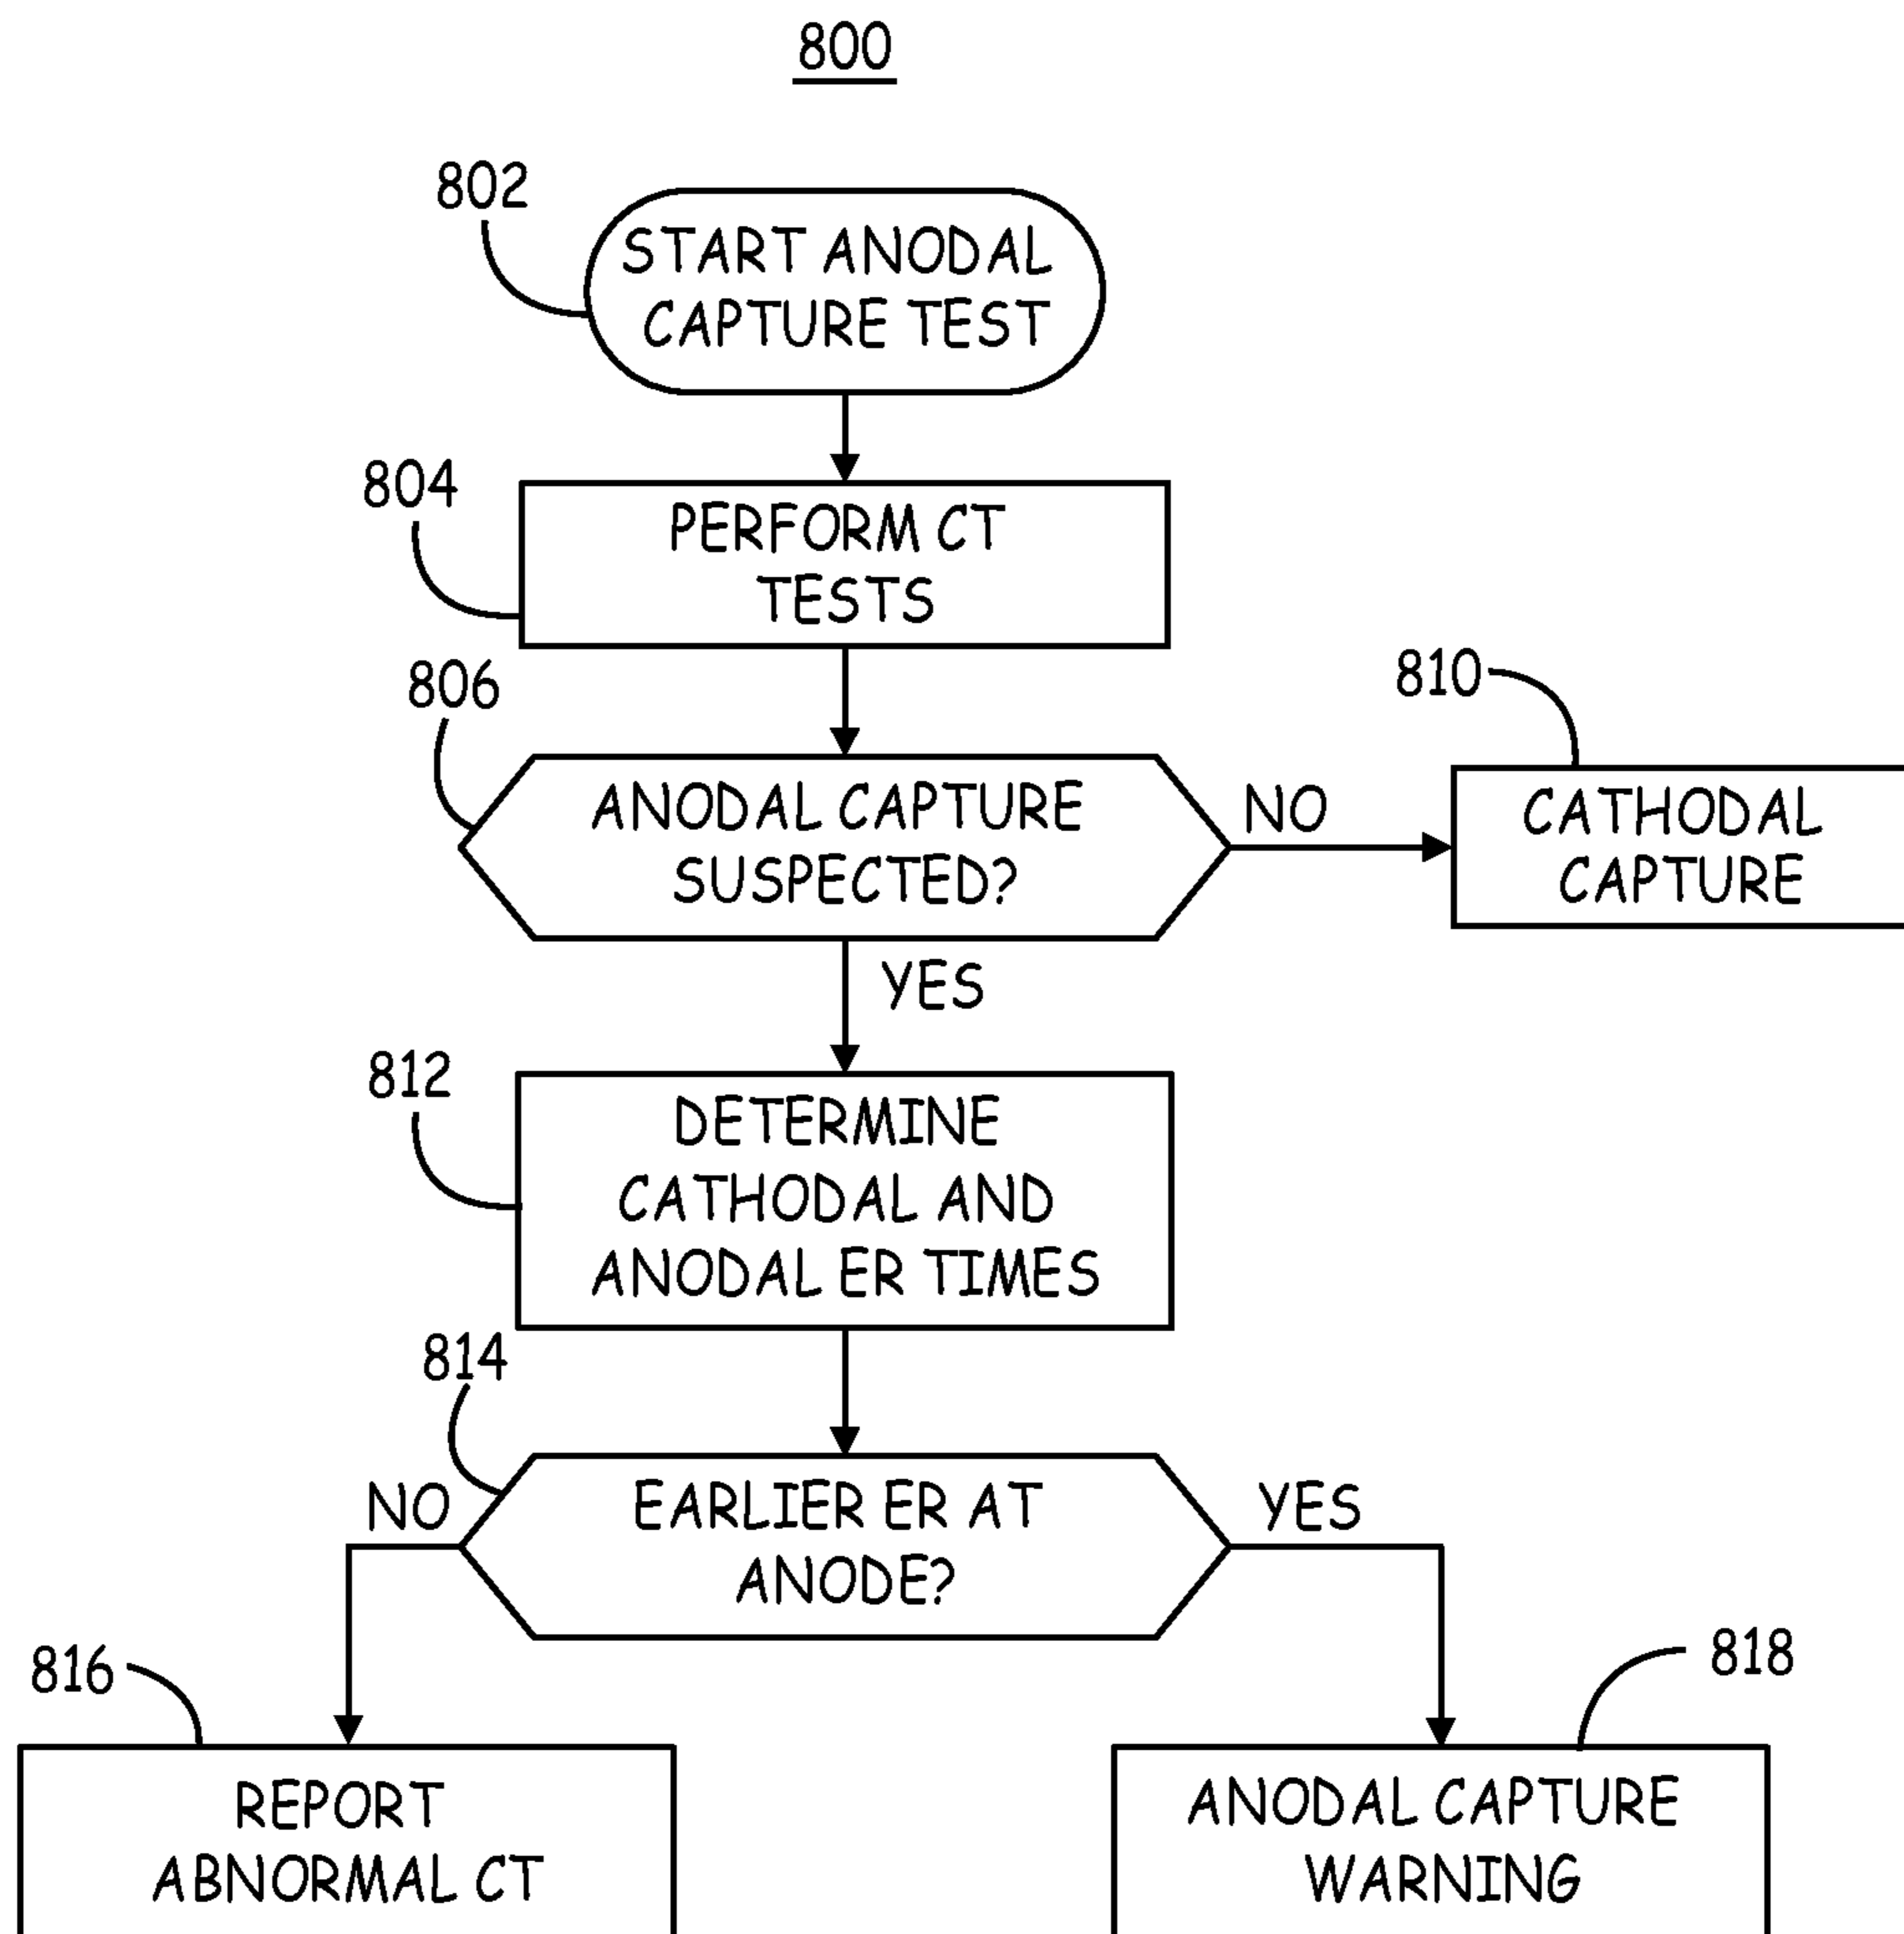 800
802
START ANODAL
CAPTURE TEST
804
PERFORM CT
TESTS
806
ANODAL CAPTURE
SUSPECTED?
NO
810
CATHODAL
CAPTURE
YES
812
DETERMINE
CATHODAL AND
ANODAL ER TIMES
814
NO
EARLIER ER AT
ANODE?
YES
816
REPORT
ABNORMAL CT
818
ANODAL CAPTURE
WARNING